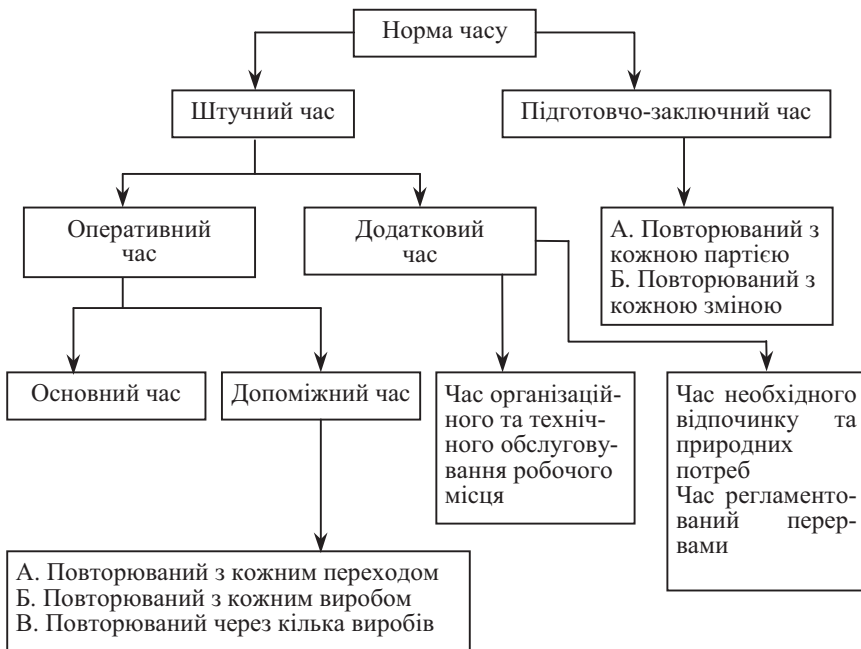 Норма часу
Штучний час
Підготовчо-заключний час
Оперативний
час
Додатковий
час
А. Повторюваний з
кожною партією
Б. Повторюваний з
кожною зміною
Основний час
Допоміжний час
Час організацій-
ного та техніч-
ного обслугову-
вання робочого
місця
Час необхідного
відпочинку та
природних
потреб
Час регламенто-
ований перер-
вами
А. Повторюваний з кожним переходом
Б. Повторюваний з кожним виробом
В. Повторюваний через кілька виробів